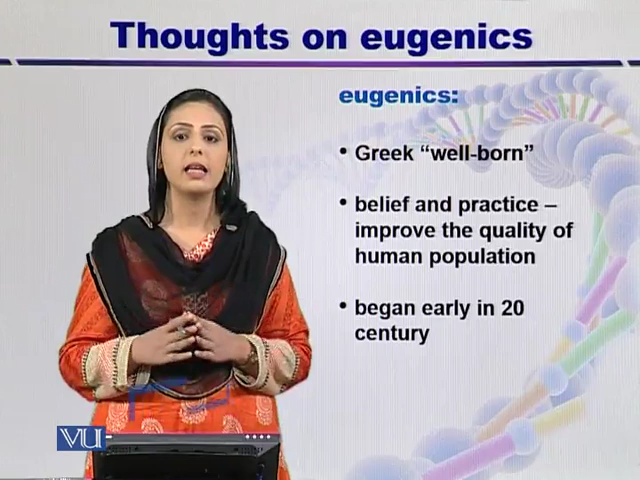 Thoughts on eugenics
eugenics:
• Greek “well-born”
• belief and practice –
improve the quality of
human population
• began early in 20
century
VU